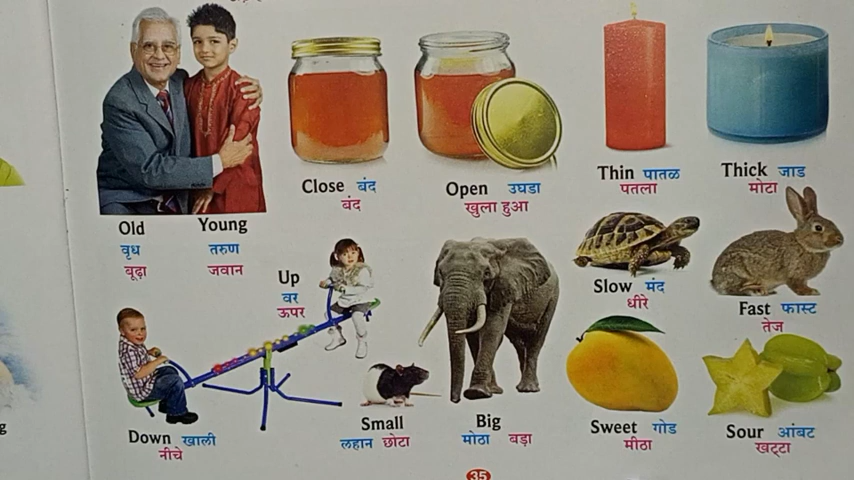 Close बंद
बंद
Open उघडा
खुला हुआ
Thin पातळ
पतला
Thick जाड
मोटा
Old
वृध
बूढ़ा
Young
तरुण
जवान
Up
वर
ऊपर
Slow मंद
धीरे
Fast फास्ट
तेज
Down खाली
नीचे
Small
लहान छोटा
Big
मोठा बड़ा
Sweet गोड
मीठा
Sour आंबट
खट्टा
35